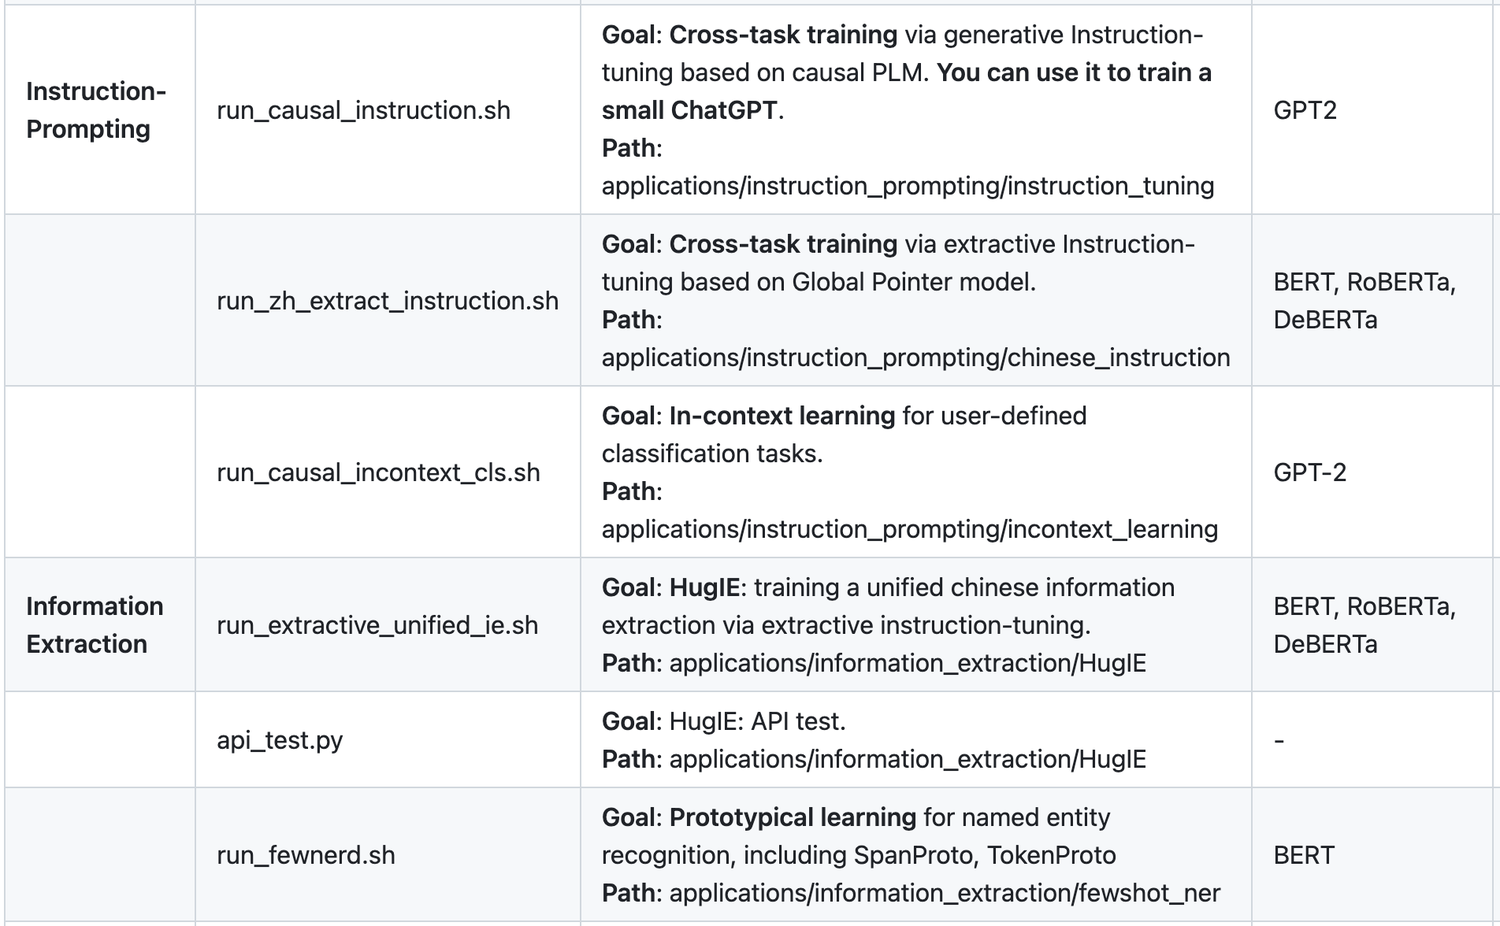 Instruction-
Prompting
run_causal_instruction.sh
Goal: Cross-task training via generative Instruction-
tuning based on causal PLM. You can use it to train a
small ChatGPT.
Path:
applications/instruction_prompting/instruction_tuning
GPT2
run_zh_extract_instruction.sh
Goal: Cross-task training via extractive Instruction-
tuning based on Global Pointer model.
Path:
applications/instruction_prompting/chinese_instruction
BERT, RoBERTa,
DeBERTa
run_causal_incontext_cls.sh
Goal: In-context learning for user-defined
classification tasks.
Path:
applications/instruction_prompting/incontext_learning
GPT-2
Information
Extraction
run_extractive_unified_ie.sh
Goal: HugIE: training a unified chinese information
extraction via extractive instruction-tuning.
Path: applications/information_extraction/HugIE
BERT, RoBERTa,
DeBERTa
api_test.py
Goal: HugIE: API test.
Path: applications/information_extraction/HugIE
-
run_fewnerd.sh
Goal: Prototypical learning for named entity
recognition, including SpanProto, TokenProto
Path: applications/information_extraction/fewshot_ner
BERT